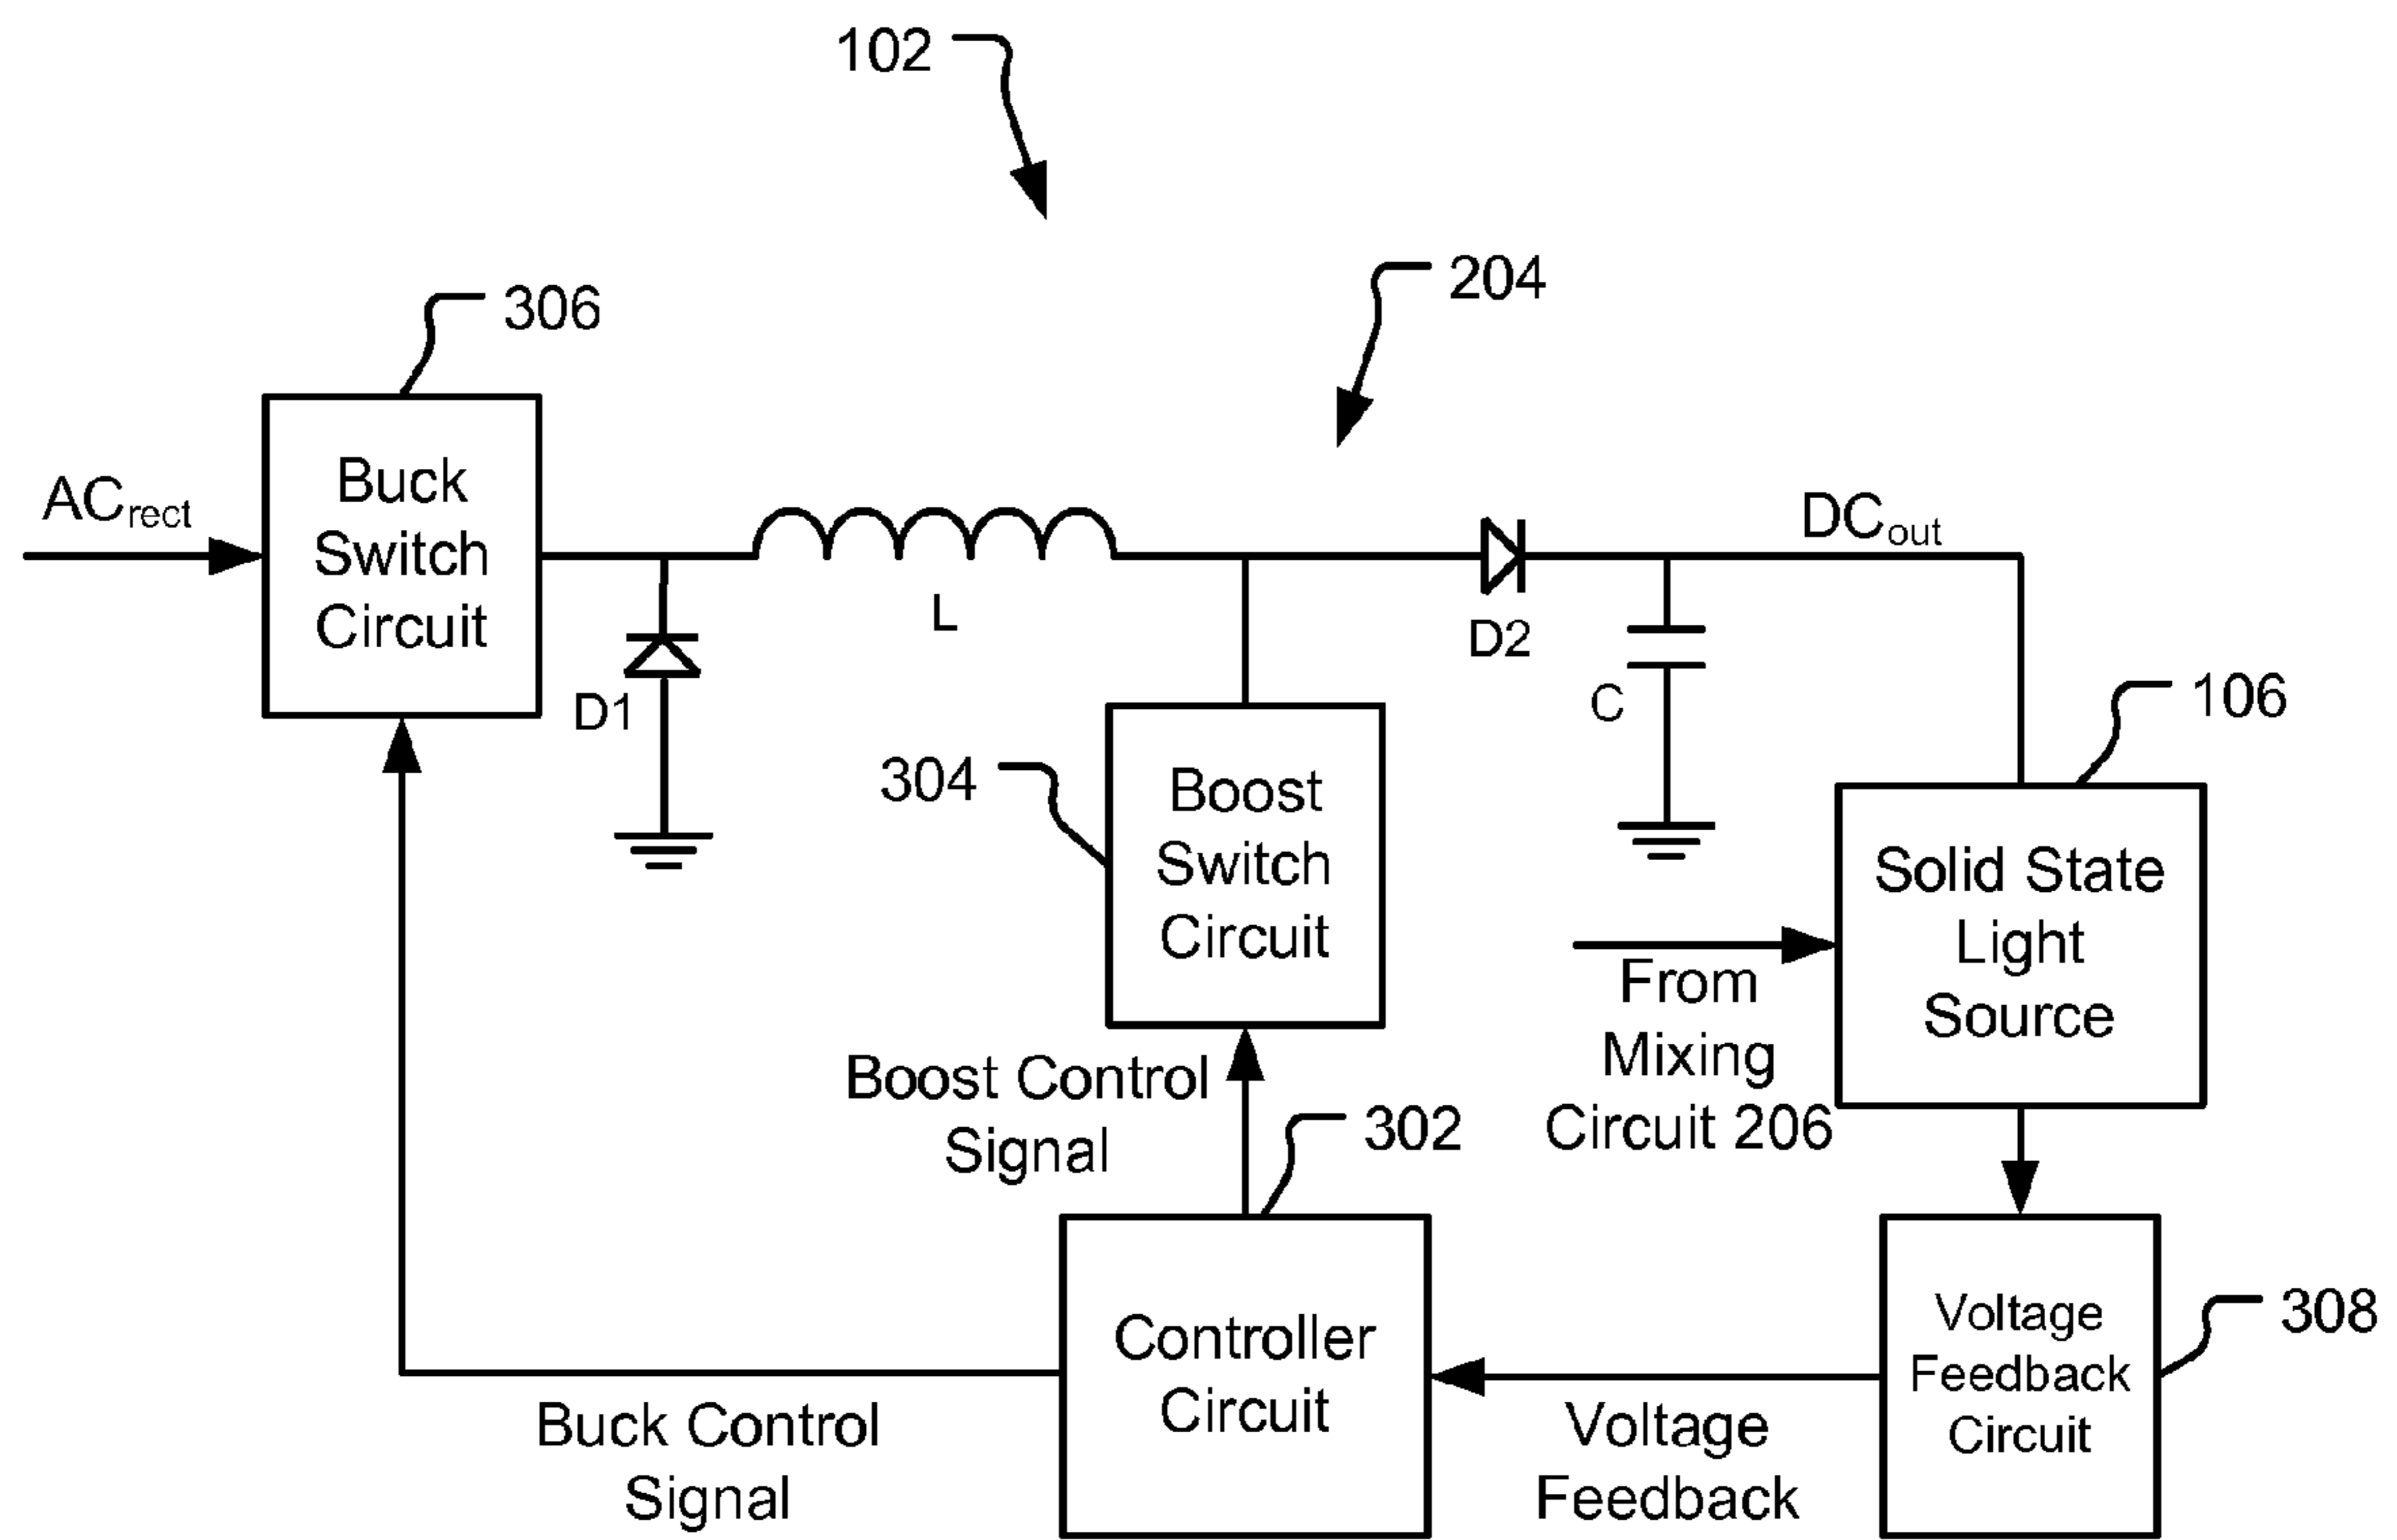 102
204
306
ACrect
Buck
Switch
Circuit
D1
L
D2
DCout
C
106
304
Boost
Switch
Circuit
Solid State
Light
Source
From
Mixing
Circuit 206
Boost Control
Signal
302
Controller
Circuit
Voltage
Feedback
Circuit
308
Buck Control
Signal
Voltage
Feedback